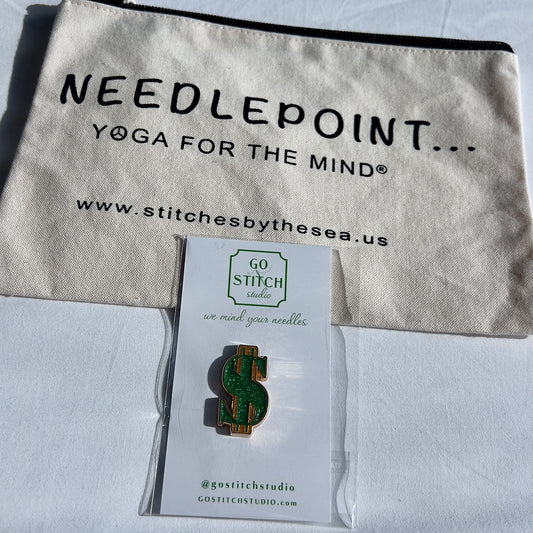 NEEDLEPOINT...
YOGA FOR THE MIND®
www.stitchesbythesea.us
GO
STITCH
studio
we mind your needles
$
@gostitchstudio
GOSTITCHSTUDIO.com